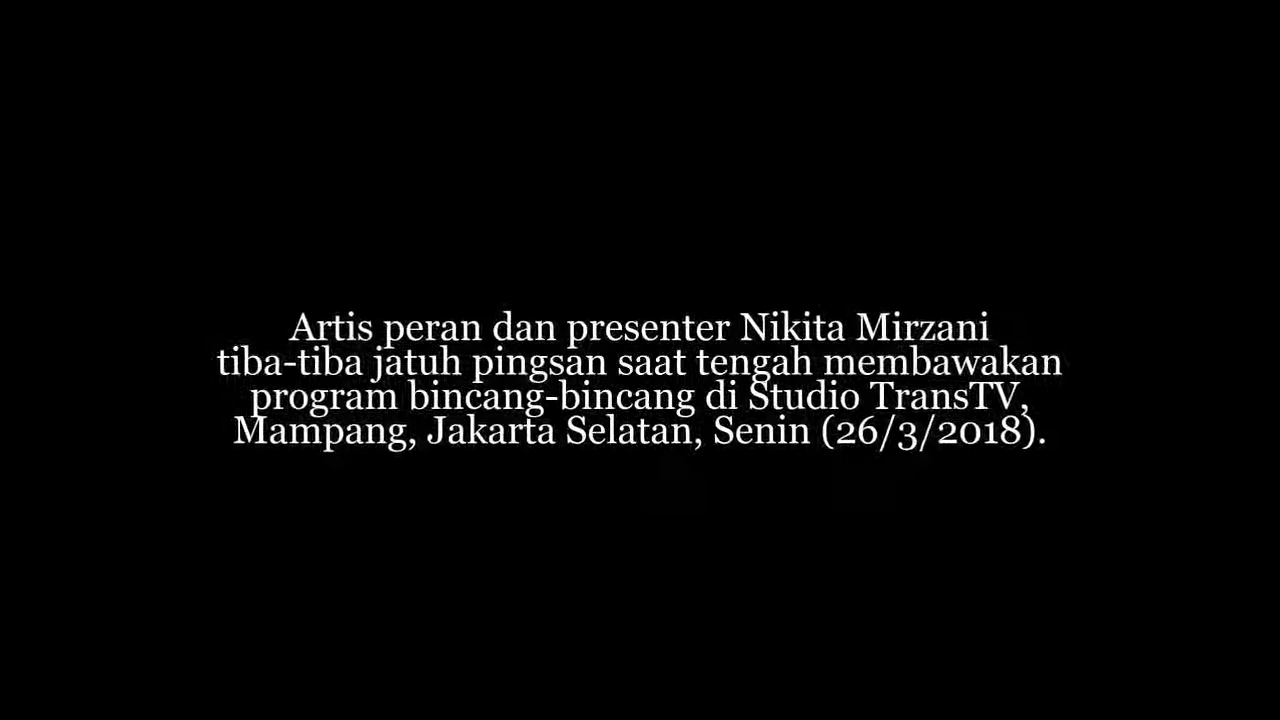 Artis peran dan presenter Nikita Mirzani
tiba-tiba jatuh pingsan saat tengah membawakan
program bincang-bincang di Studio TransTV,
Mampang, Jakarta Selatan, Senin (26/3/2018).